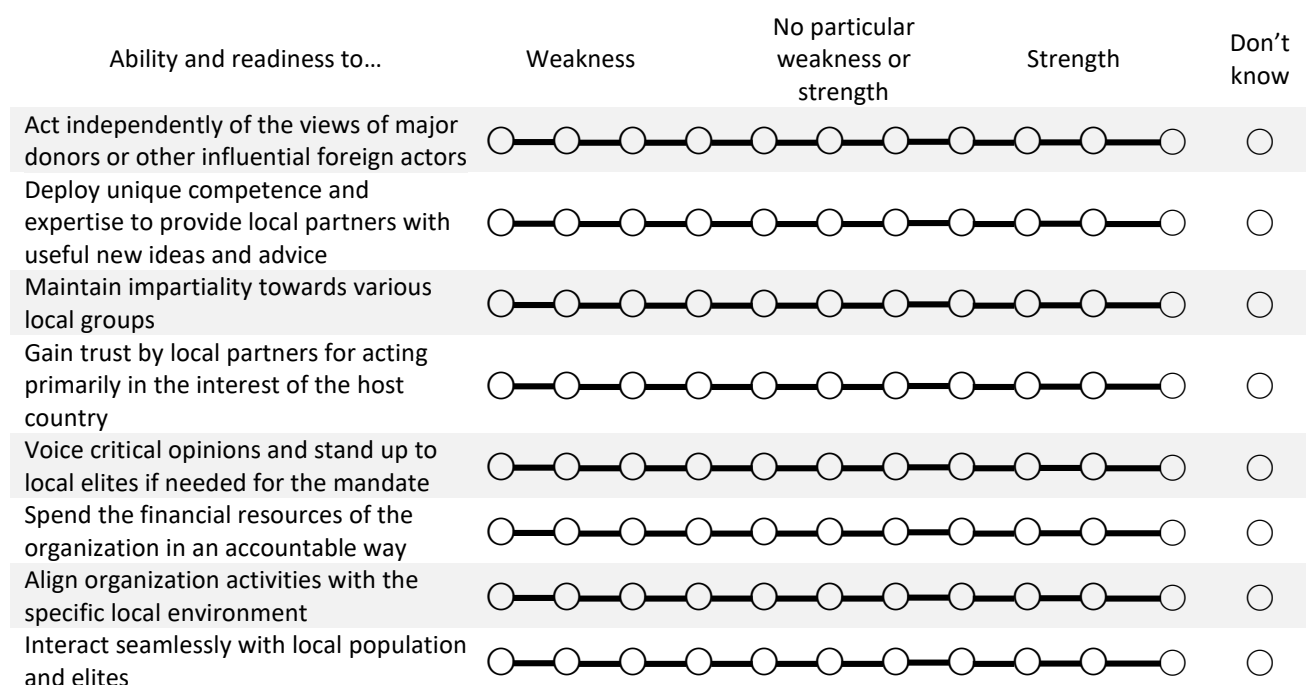 Ability and readiness to…
Weakness
No particular
weakness or
strength
Strength
Don’t
know
Act independently of the views of major
donors or other influential foreign actors
Deploy unique competence and
expertise to provide local partners with
useful new ideas and advice
Maintain impartiality towards various
local groups
Gain trust by local partners for acting
primarily in the interest of the host
country
Voice critical opinions and stand up to
local elites if needed for the mandate
Spend the financial resources of the
organization in an accountable way
Align organization activities with the
specific local environment
Interact seamlessly with local population
and elites